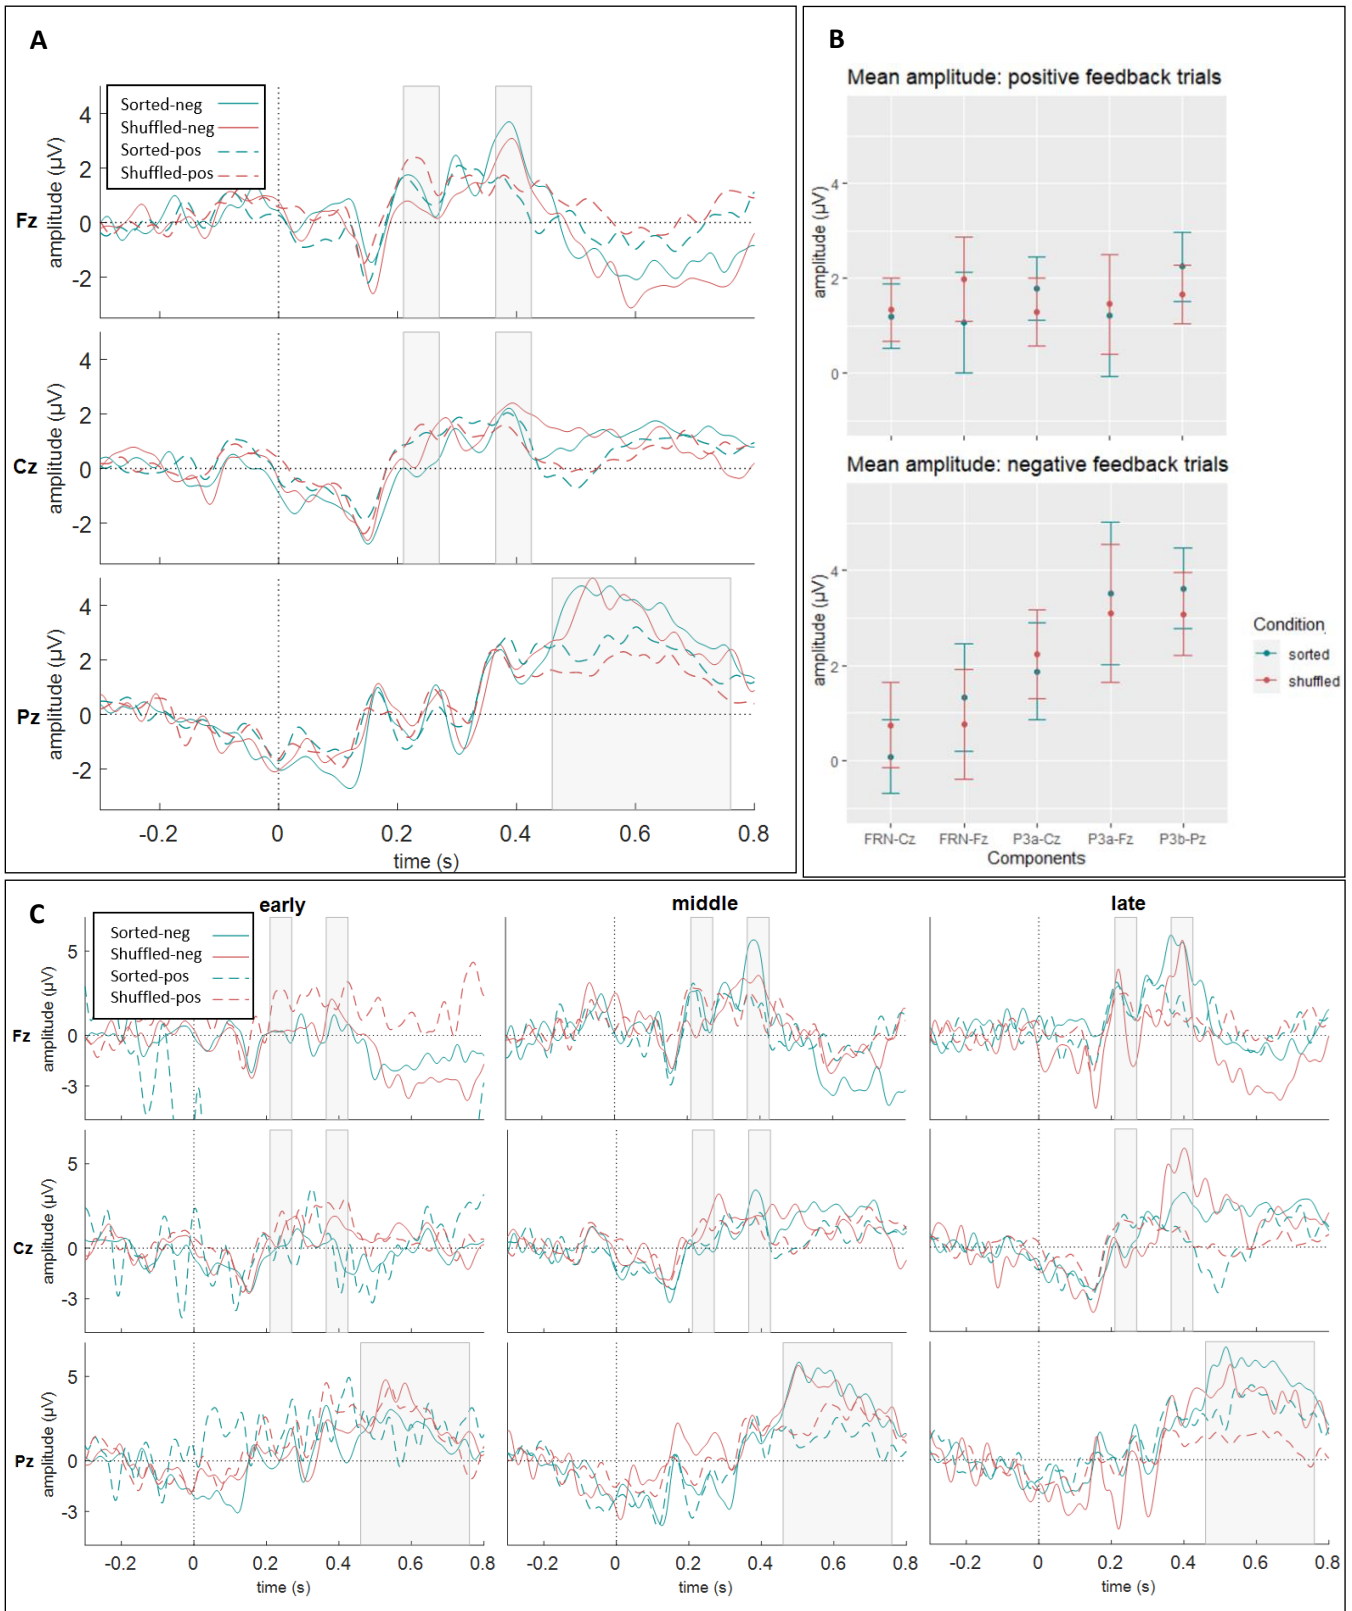 A
Sorted-neg
Shuffled-neg
Sorted-pos
Shuffled-pos
4
2
0
-2
Fz
amplitude (µV)
4
2
0
-2
Cz
amplitude (µV)
4
2
0
-2
Pz
amplitude (µV)
-0.2
0
0.2
0.4
0.6
0.8
time (s)
B
Mean amplitude: positive feedback trials
4
2
0
amplitude (µV)
Mean amplitude: negative feedback trials
4
2
0
amplitude (µV)
FRN-Cz
FRN-Fz
P3a-Cz
P3a-Fz
P3b-Pz
Components
Condition
sorted
shuffled
C
early
middle
late
Sorted-neg
Shuffled-neg
Sorted-pos
Shuffled-pos
5
0
-3
Fz
amplitude (µV)
5
0
-3
Cz
amplitude (µV)
5
0
-3
Pz
amplitude (µV)
-0.2
0
0.2
0.4
0.6
0.8
time (s)
-0.2
0
0.2
0.4
0.6
0.8
time (s)
-0.2
0
0.2
0.4
0.6
0.8
time (s)